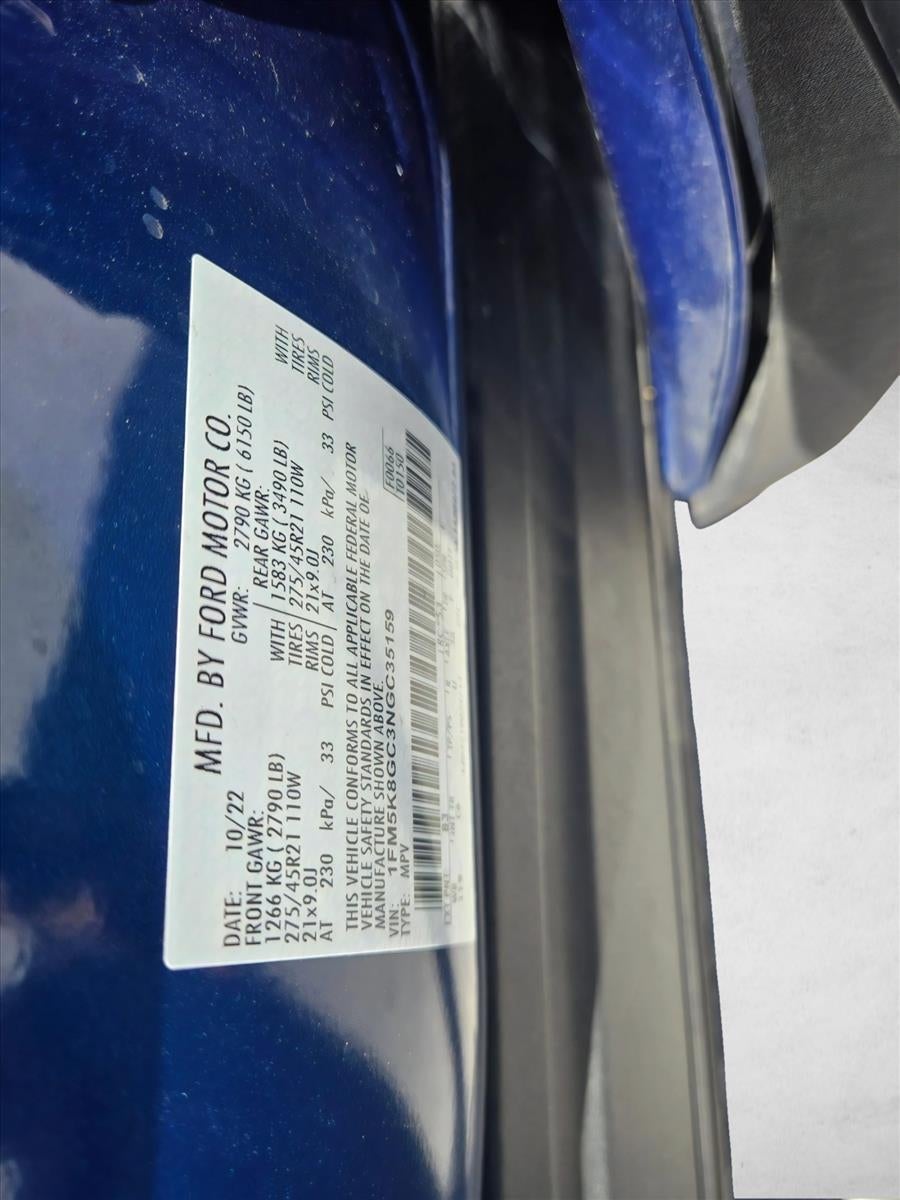 MFD. BY FORD MOTOR CO.
DATE: 10/22 GVWR: 2790 KG ( 6150 LB)
FRONT GAWR: REAR GAWR:
1266 KG ( 2790 LB) WITH 1583 KG ( 3490 LB) WITH
275/45R21 110W TIRES 275/45R21 110W TIRES
21x9.0J RIMS 21x9.0J RIMS
AT 230 kPa/ 33 PSI COLD AT 230 kPa/ 33 PSI COLD
THIS VEHICLE CONFORMS TO ALL APPLICABLE FEDERAL MOTOR
VEHICLE SAFETY STANDARDS IN EFFECT ON THE DATE OF
MANUFACTURE SHOWN ABOVE.
VIN: 1FM5K8GC3NGC35159 F0066
TYPE: MPV T0150
EXT PNT: B3